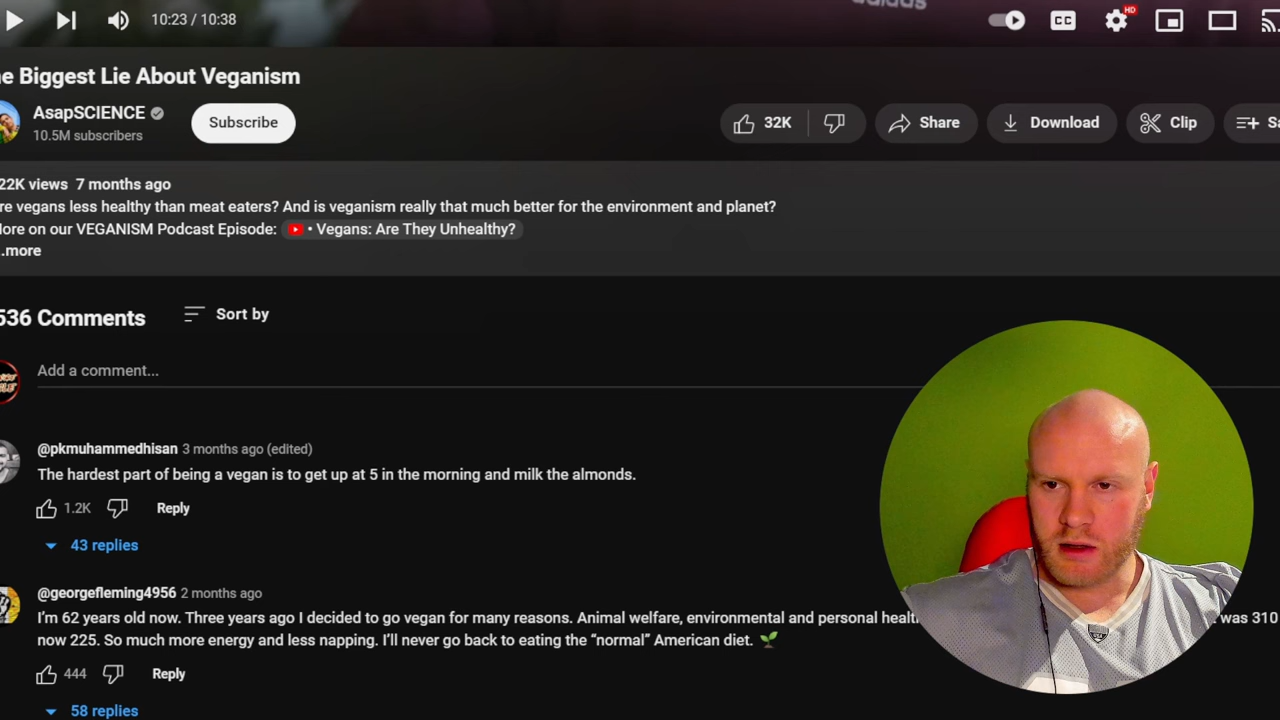 adidas
10:23 / 10:38
CC
HD
e Biggest Lie About Veganism
AsapSCIENCE
10.5M subscribers
Subscribe
32K
Share
Download
Clip
Sa
22K views 7 months ago
re vegans less healthy than meat eaters? And is veganism really that much better for the environment and planet?
ore on our VEGANISM Podcast Episode: • Vegans: Are They Unhealthy?
..more
536 Comments
Sort by
Add a comment...
@pkmuhammedhisan 3 months ago (edited)
The hardest part of being a vegan is to get up at 5 in the morning and milk the almonds.
1.2K
Reply
43 replies
@georgefleming4956 2 months ago
I'm 62 years old now. Three years ago I decided to go vegan for many reasons. Animal welfare, environmental and personal healt was 310
now 225. So much more energy and less napping. I'll never go back to eating the “normal” American diet. 🌱
444
Reply
58 replies